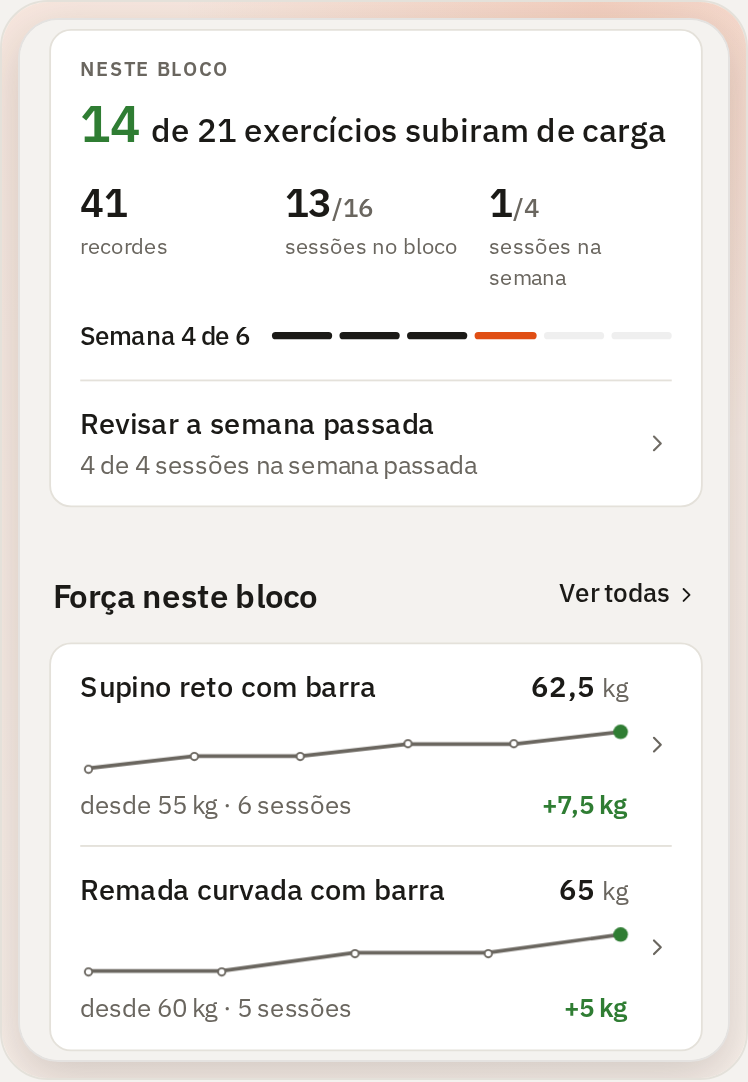 NESTE BLOCO
14 de 21 exercícios subiram de carga
41 13/16 1/4
recordes sessões no bloco sessões na
semana
Semana 4 de 6
Revisar a semana passada
4 de 4 sessões na semana passada
Força neste bloco Ver todas
Supino reto com barra 62,5 kg
desde 55 kg · 6 sessões +7,5 kg
Remada curvada com barra 65 kg
desde 60 kg · 5 sessões +5 kg